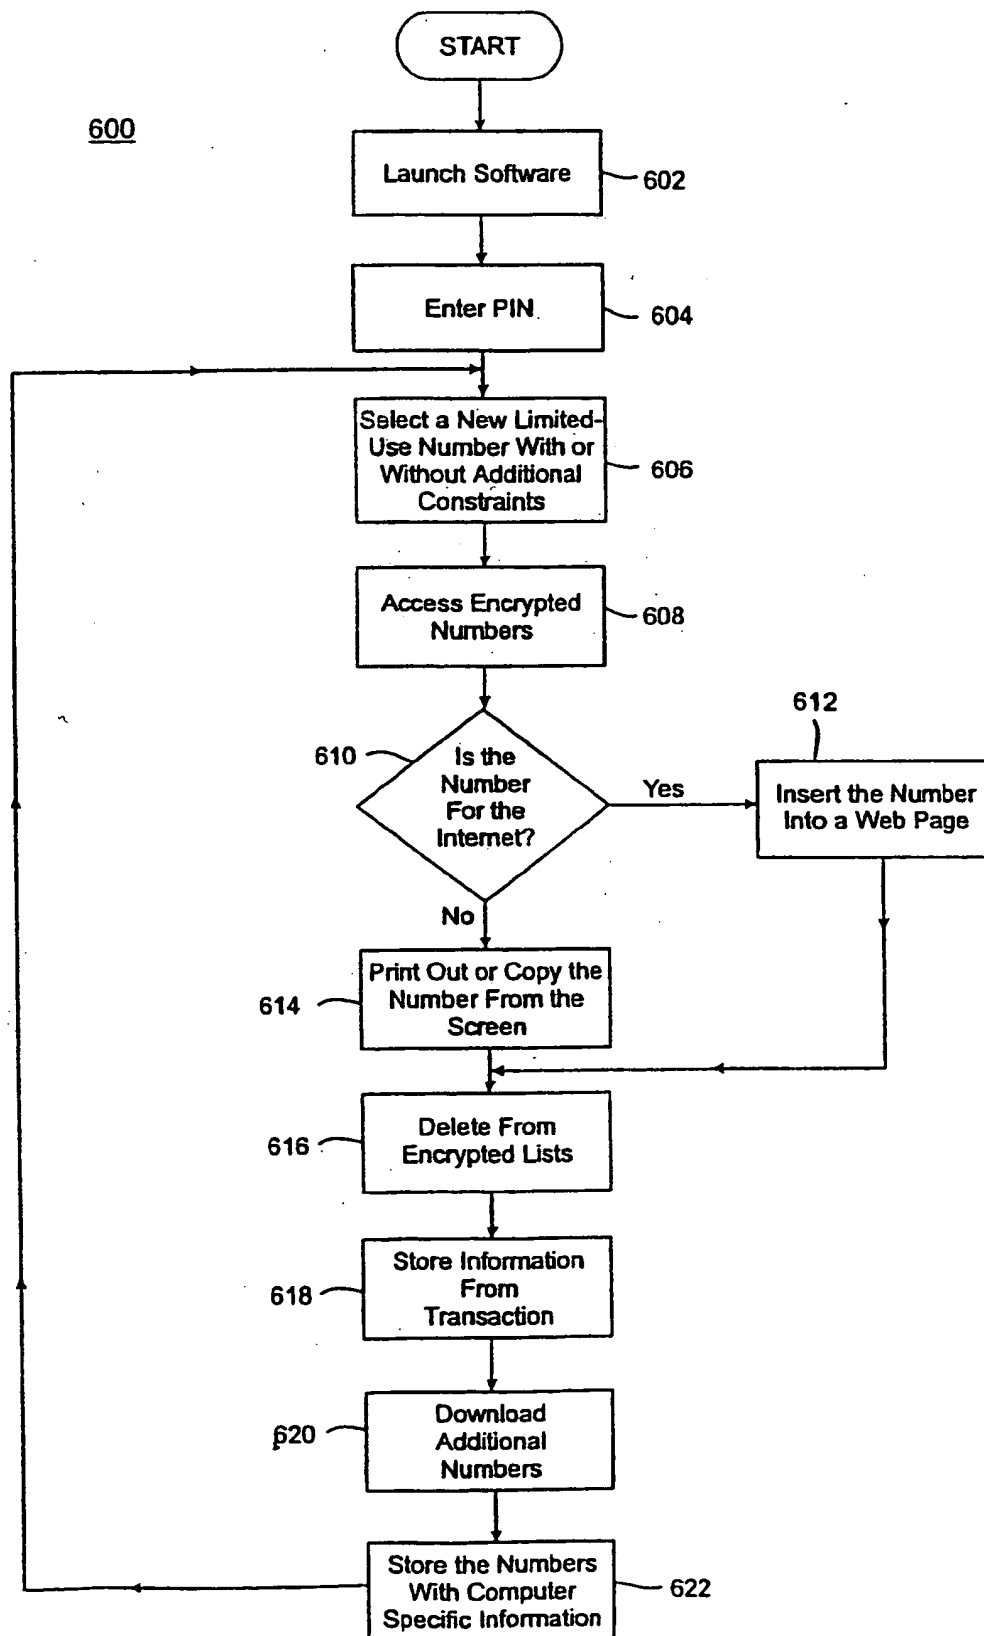 START
600
Launch Software
602
Enter PIN
604
Select a New Limited-
Use Number With or
Without Additional
Constraints
606
Access Encrypted
Numbers
608
610
Is the
Number
For the
Internet?
Yes
612
Insert the Number
Into a Web Page
No
Print Out or Copy the
Number From the
Screen
614
Delete From
Encrypted Lists
616
Store Information
From
Transaction
618
Download
Additional
Numbers
620
Store the Numbers
With Computer
Specific Information
622